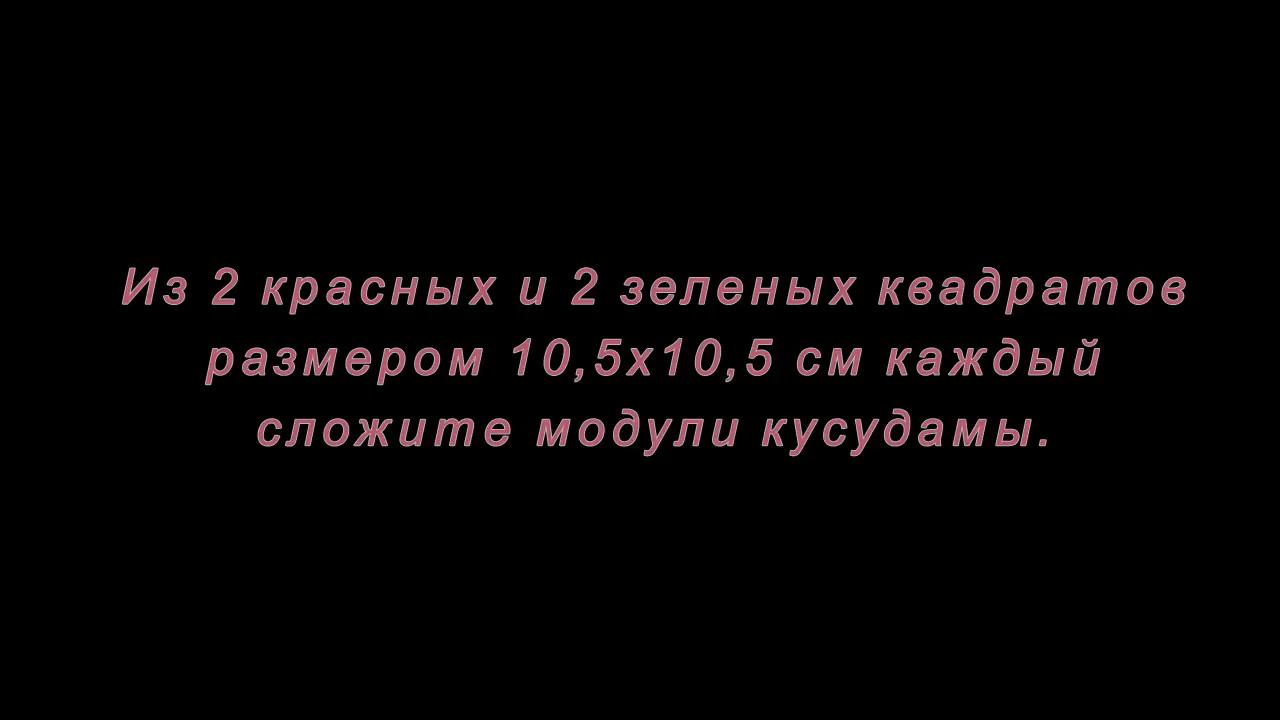 Из 2 красных и 2 зеленых квадратов
размером 10,5х10,5 см каждый
сложите модули кусудамы.